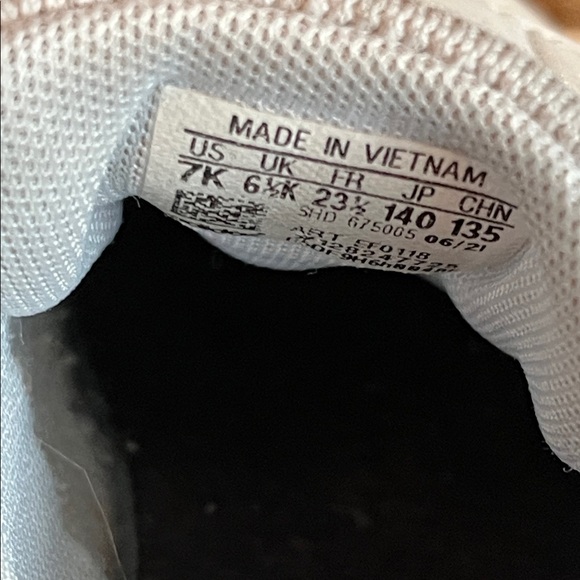 MADE IN VIETNAM
US UK FR JP CHN
7K 6½K 23½ 140 135
SHD 675005 06/21
ART EF0118